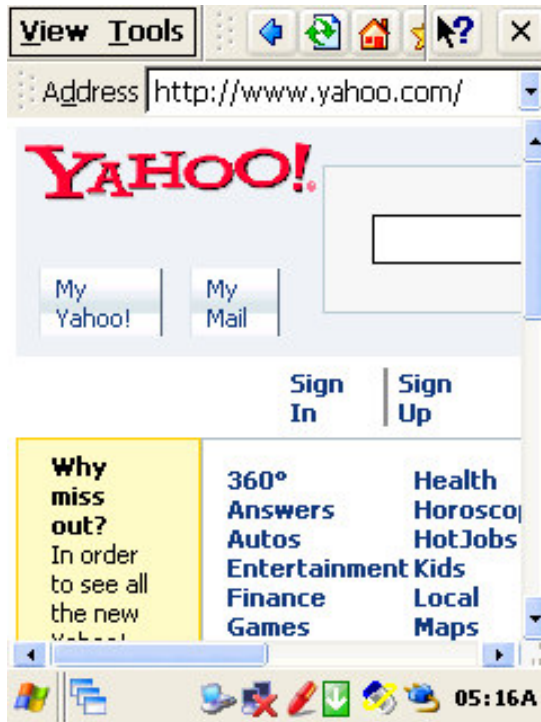 View Tools
?
Address http://www.yahoo.com/
YAHOO!
My
Yahoo!
My
Mail
Sign
In
Sign
Up
Why
miss
out?
In order
to see all
the new
360°
Answers
Autos
Entertainment
Finance
Games
Health
HotJobs
Kids
Local
Maps
05:16A